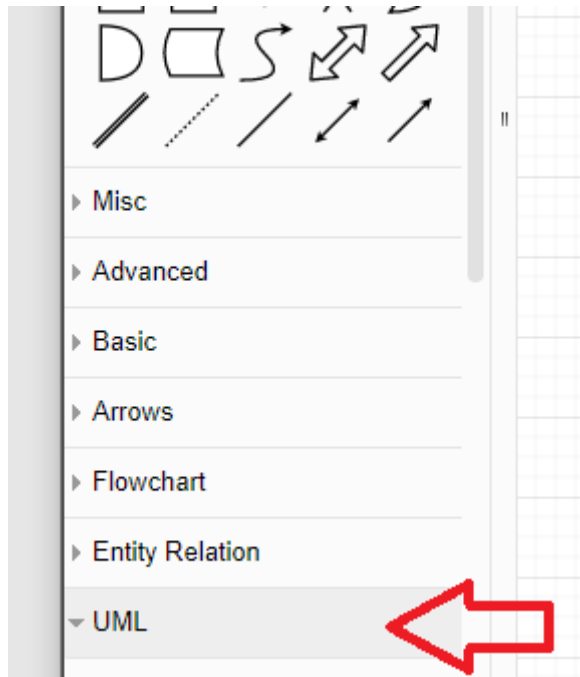 Misc
Advanced
Basic
Arrows
Flowchart
Entity Relation
UML